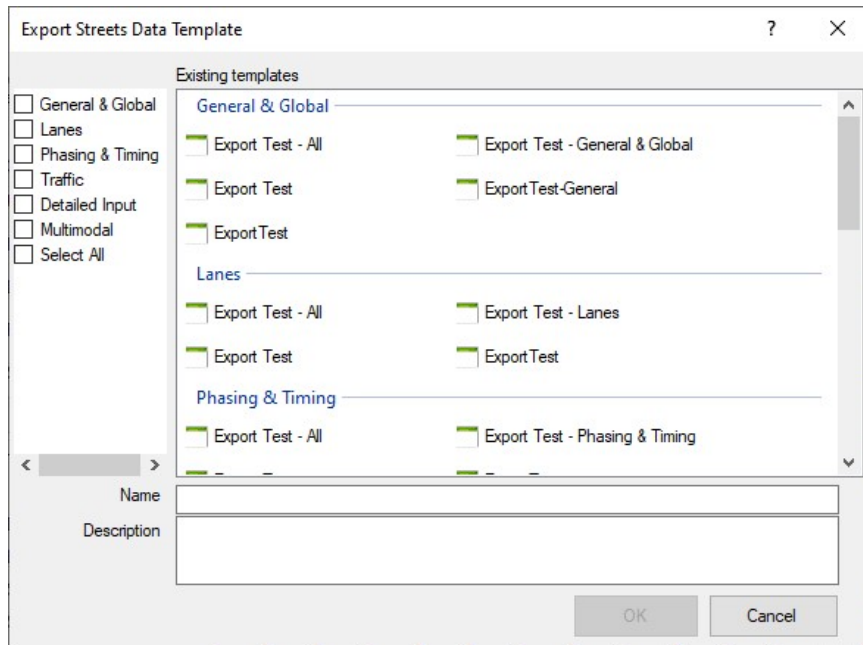 Export Streets Data Template
Existing templates
General & Global
Lanes
Phasing & Timing
Traffic
Detailed Input
Multimodal
Select All
General & Global
Export Test - All
Export Test - General & Global
Export Test
ExportTest-General
ExportTest
Lanes
Export Test - All
Export Test - Lanes
Export Test
ExportTest
Phasing & Timing
Export Test - All
Export Test - Phasing & Timing
Name
Description
OK
Cancel